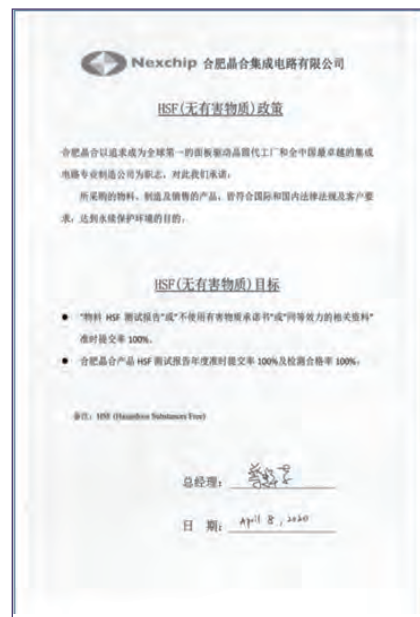 Nexchip 合肥晶合集成电路有限公司
HSF(无有害物质)政策
合肥晶合以追求成为全球第一的面板驱动晶圆代工厂和全中国最卓越的集成
电路专业制造公司为职志，对此我们承诺：
所采购的物料、制造及销售的产品，皆符合国际和国内法律法规及客户要
求，达到永续保护环境的目的。
HSF(无有害物质)目标
● “物料 HSF 测试报告”或“不使用有害物质承诺书”或“同等效力的相关资料”
准时提交率 100%。
● 合肥晶合产品 HSF 测试报告年度准时提交率 100%及检测合格率 100%。
备注：HSF (Hazardous Substances Free)
总经理：
日 期： April 8, 2020